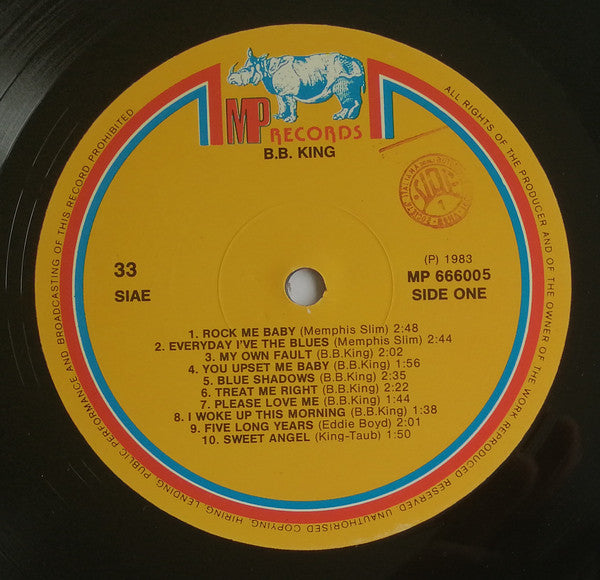 MP RECORDS
B.B. KING
(P) 1983
33
MP 666005
SIAE
SIDE ONE
1. ROCK ME BABY (Memphis Slim) 2:48
2. EVERYDAY I'VE THE BLUES (Memphis Slim) 2:44
3. MY OWN FAULT (B.B.King) 2:02
4. YOU UPSET ME BABY (B.B.King) 1:56
5. BLUE SHADOWS (B.B.King) 2:35
6. TREAT ME RIGHT (B.B.King) 2:22
7. PLEASE LOVE ME (B.B.King) 1:44
8. I WOKE UP THIS MORNING (B.B.King) 1:38
9. FIVE LONG YEARS (Eddie Boyd) 2:01
10. SWEET ANGEL (King-Taub) 1:50
ALL RIGHTS OF THE PRODUCER AND OF THE OWNER OF THE WORK REPRODUCED RESERVED. UNAUTHORISED COPYING, HIRING, LENDING, PUBLIC PERFORMANCE AND BROADCASTING OF THIS RECORD PROHIBITED